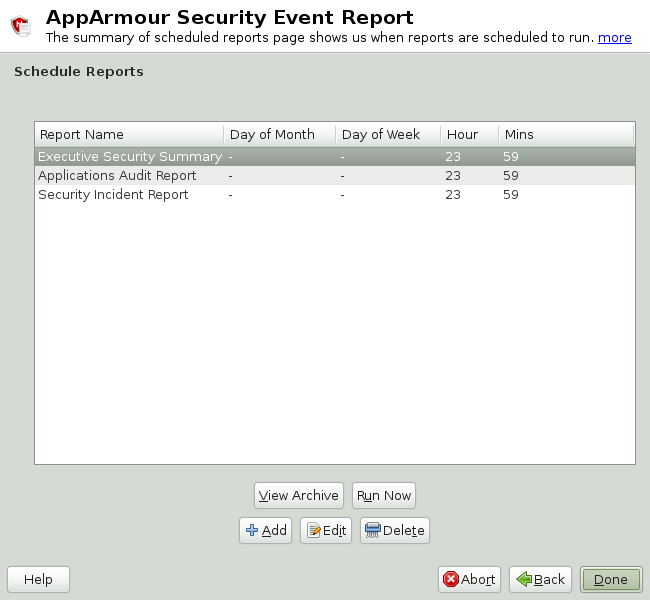 AppArmour Security Event Report
The summary of scheduled reports page shows us when reports are scheduled to run. more
Schedule Reports
Report Name Day of Month Day of Week Hour Mins
Executive Security Summary - - 23 59
Applications Audit Report - - 23 59
Security Incident Report - - 23 59
View Archive Run Now
Add Edit Delete
Help Abort Back Done